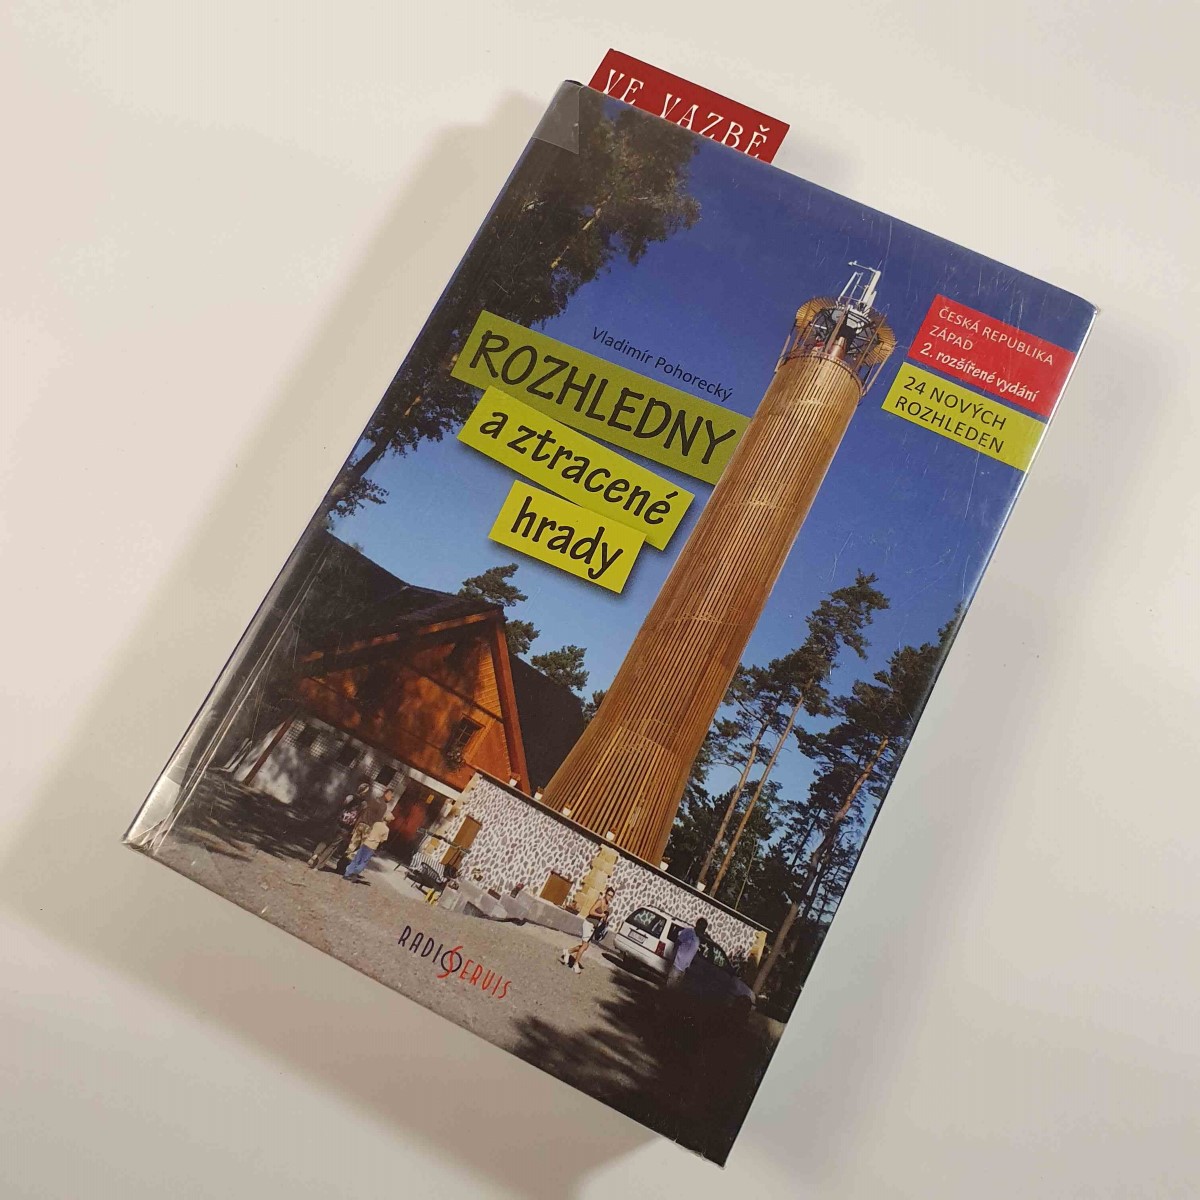 VE VAZBĚ
Vladimír Pohorecký
ROZHLEDNY
a ztracené
hrady
ČESKÁ REPUBLIKA
ZÁPAD
2. rozšířené vydání
24 NOVÝCH
ROZHLEDEN
RADIOSERVIS